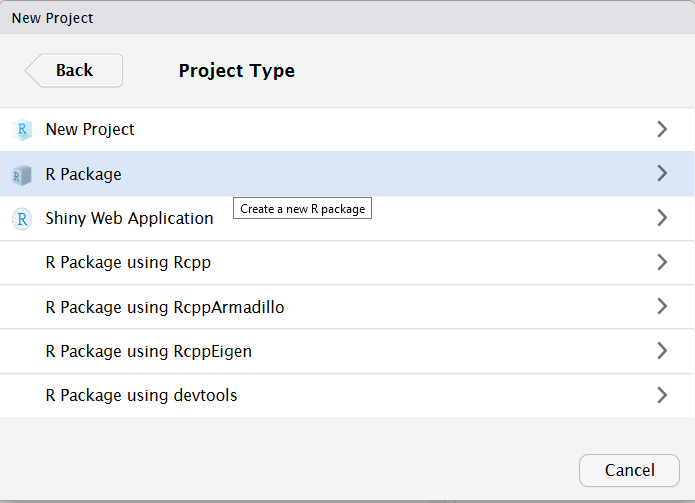 New Project
Back
Project Type
R New Project
R R Package
Create a new R package
R Shiny Web Application
R Package using Rcpp
R Package using RcppArmadillo
R Package using RcppEigen
R Package using devtools
Cancel